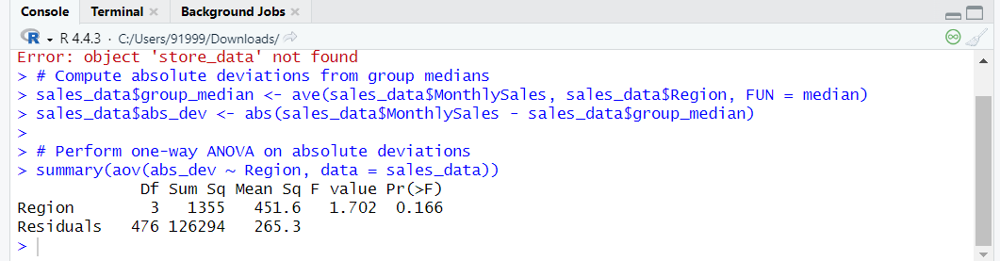 Console Terminal × Background Jobs ×
R R 4.4.3 · C:/Users/91999/Downloads/
Error: object 'store_data' not found
> # Compute absolute deviations from group medians
> sales_data$group_median <- ave(sales_data$MonthlySales, sales_data$Region, FUN = median)
> sales_data$abs_dev <- abs(sales_data$MonthlySales - sales_data$group_median)
>
> # Perform one-way ANOVA on absolute deviations
> summary(aov(abs_dev ~ Region, data = sales_data))
             Df Sum Sq Mean Sq F value Pr(>F)
Region        3   1355   451.6   1.702  0.166
Residuals   476 126294   265.3
>